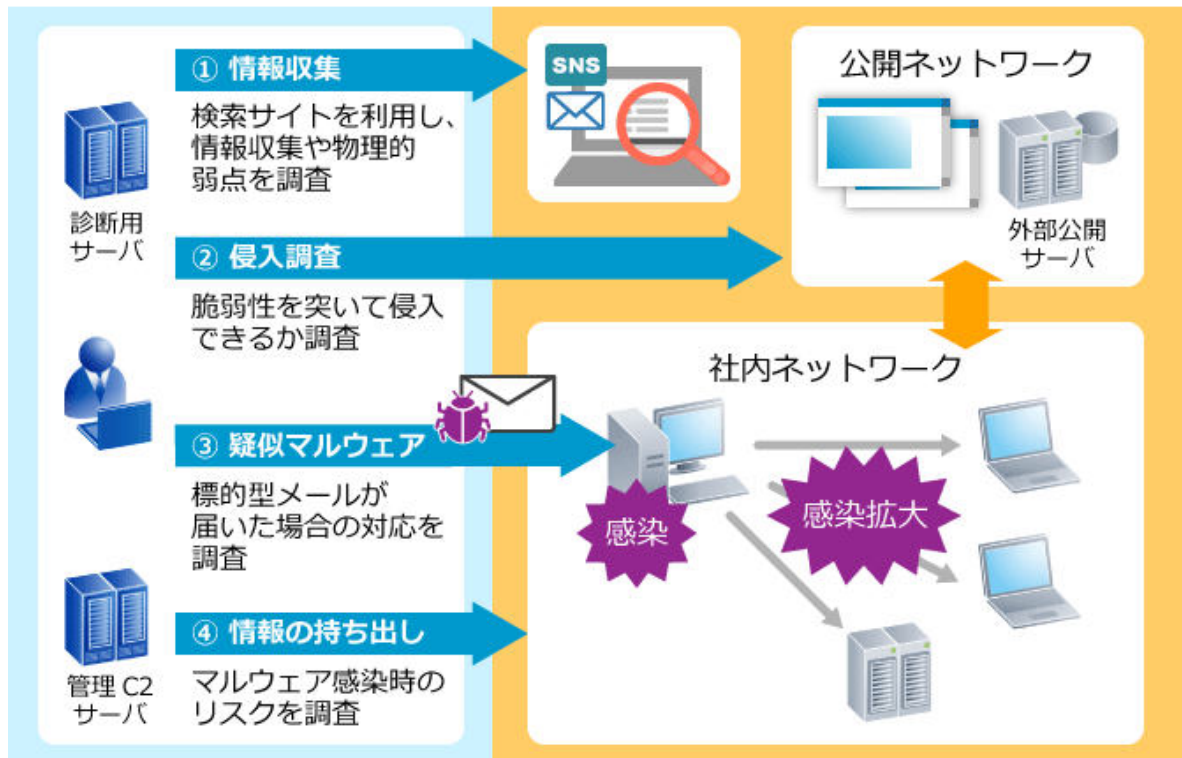 ① 情報収集
検索サイトを利用し、
情報収集や物理的
弱点を調査
診断用
サーバ
② 侵入調査
脆弱性を突いて侵入
できるか調査
③ 疑似マルウェア
標的型メールが
届いた場合の対応を
調査
④ 情報の持ち出し
マルウェア感染時の
リスクを調査
管理 C2
サーバ
SNS
公開ネットワーク
外部公開
サーバ
社内ネットワーク
感染
感染拡大